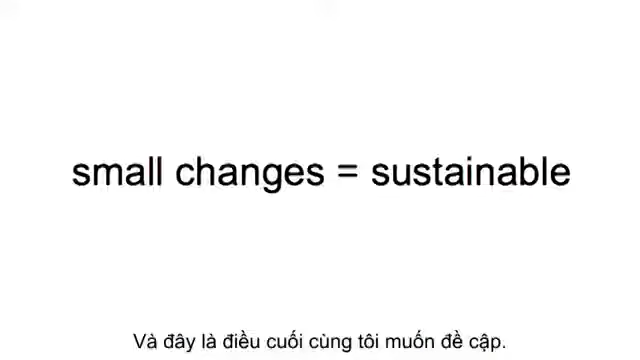 small changes = sustainable
Và đây là điều cuối cùng tôi muốn đề cập.